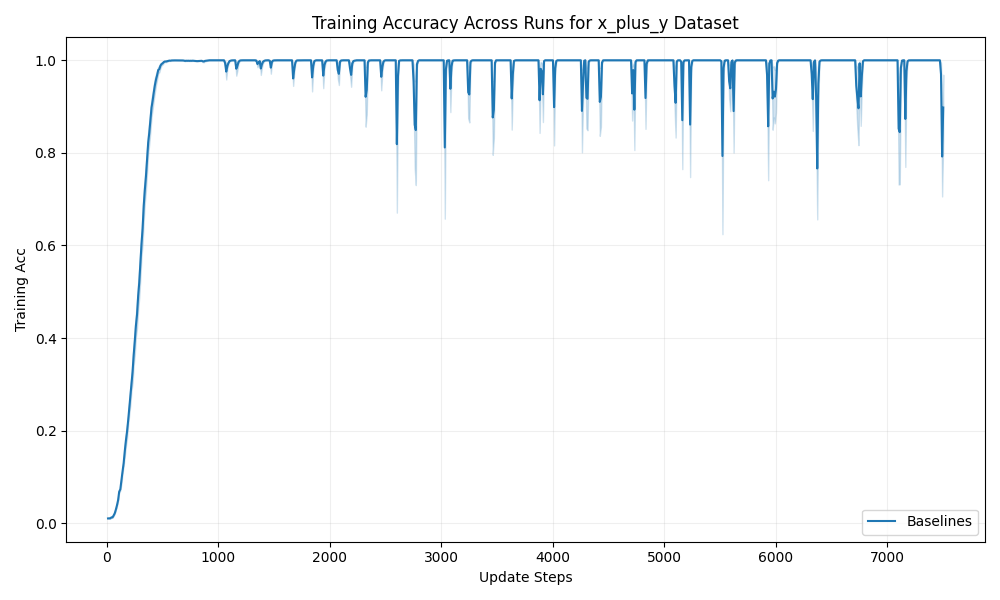 Training Accuracy Across Runs for x_plus_y Dataset
Training Acc
1.0
0.8
0.6
0.4
0.2
0.0
0 1000 2000 3000 4000 5000 6000 7000
Update Steps
Baselines